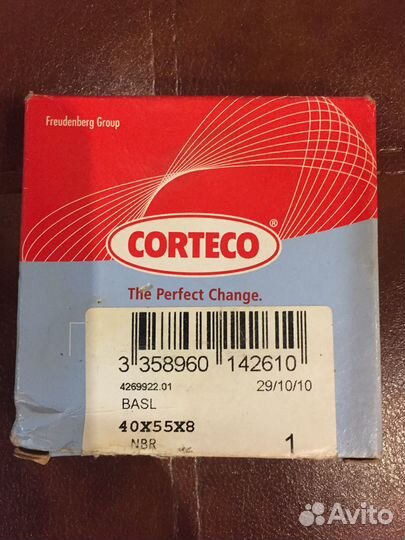 Freudenberg Group
CORTECO®
The Perfect Change.
3 358960 142610
4269922.01 29/10/10
BASL
40X55X8
NBR 1
Avito